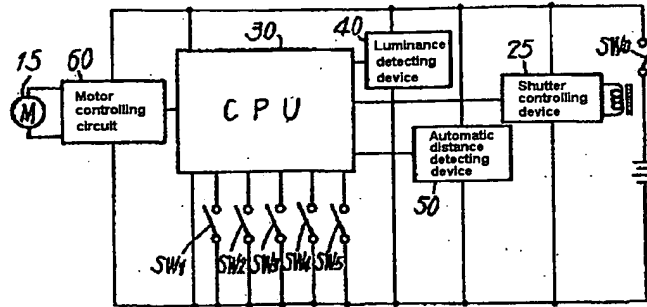 30
40
Luminance
detecting
device
SW0
15
60
25
M
Motor
controlling
circuit
CPU
Shutter
controlling
device
Automatic
distance
detecting
device
50
SW1
SW2
SW3
SW4
SW5